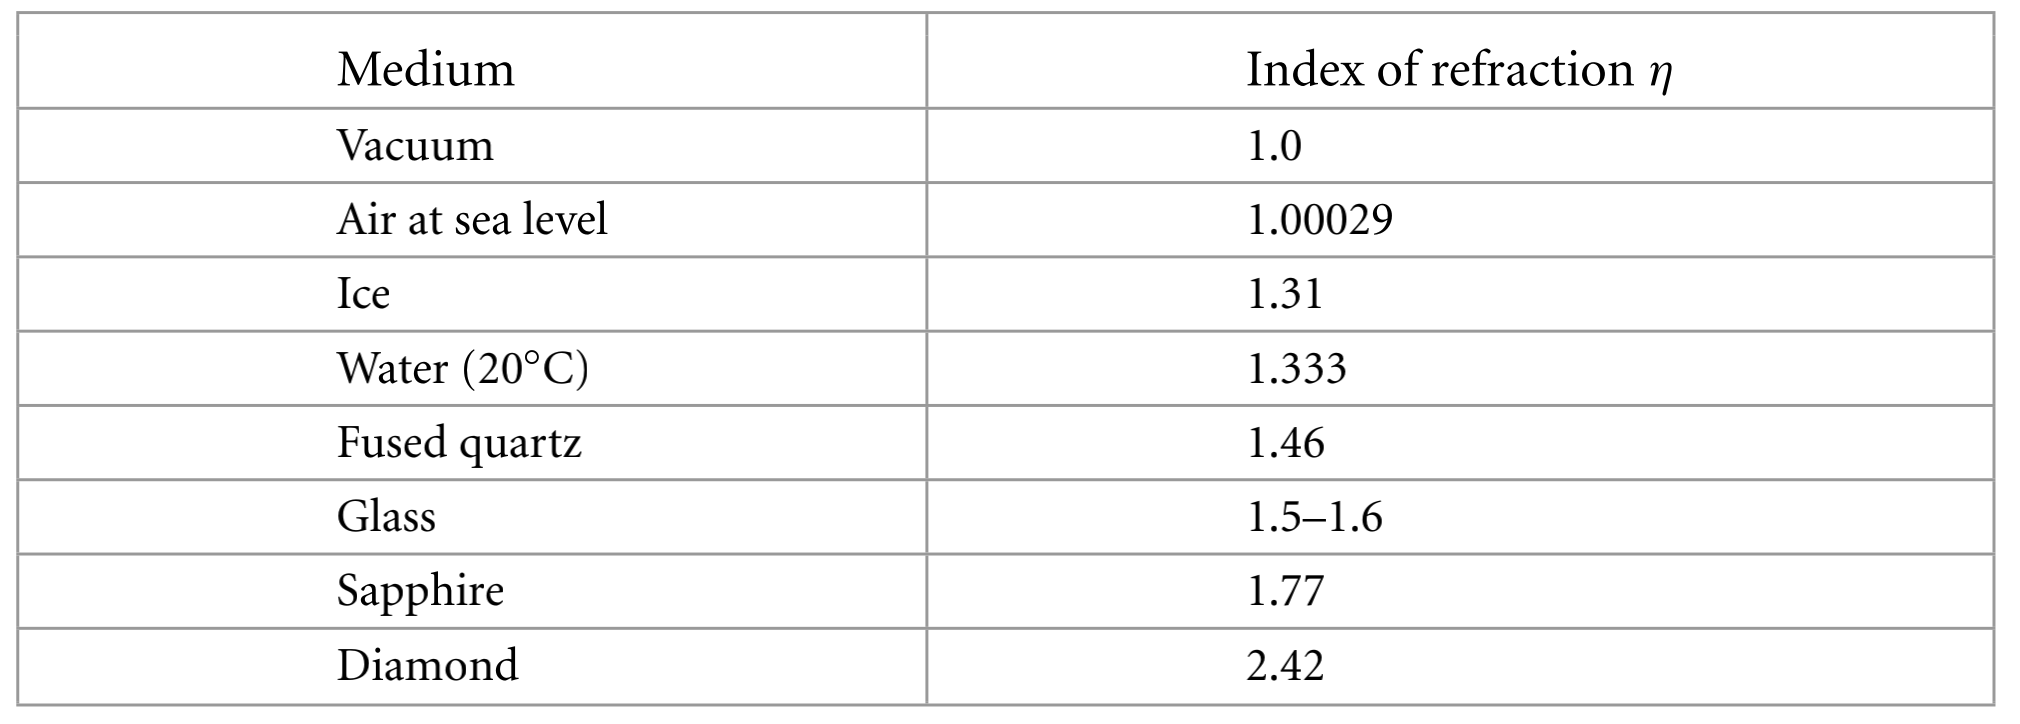 Medium Index of refraction η
Vacuum 1.0
Air at sea level 1.00029
Ice 1.31
Water (20°C) 1.333
Fused quartz 1.46
Glass 1.5–1.6
Sapphire 1.77
Diamond 2.42